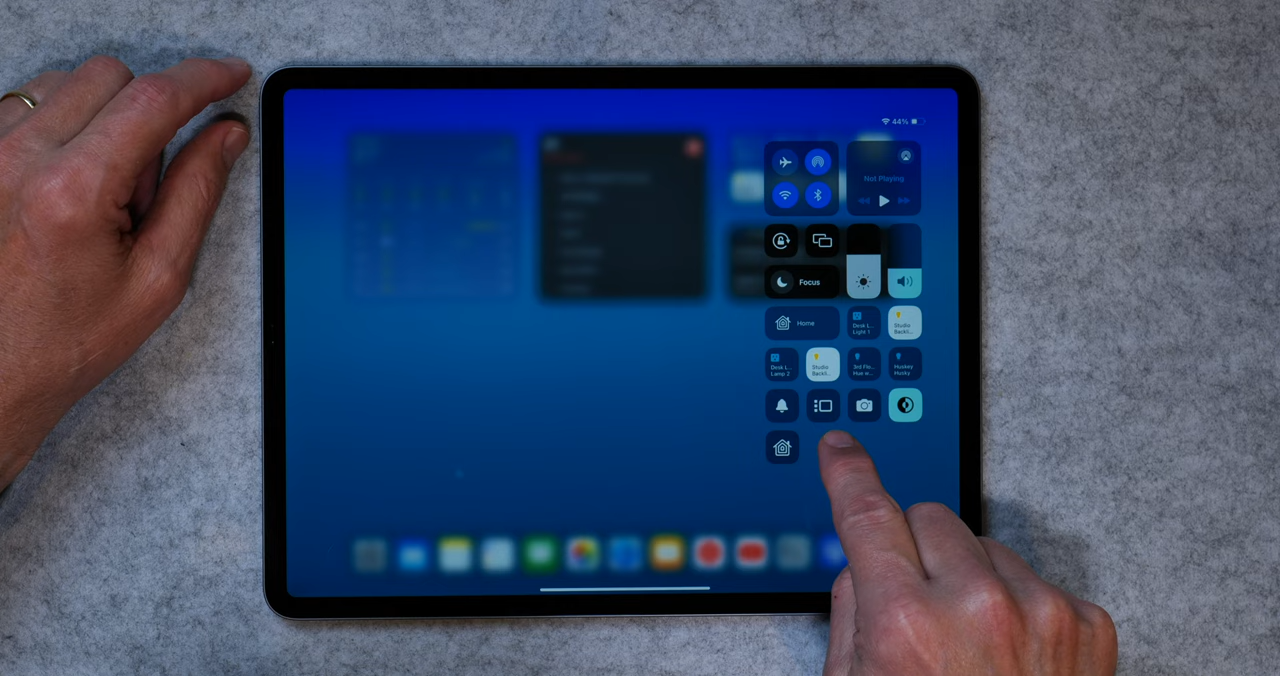 44%
Not Playing
Focus
Home
Desk L...
Light 1
Studio
Backli...
Desk L...
Lamp 2
Studio
Backli...
3rd Flo...
Hue w...
Huskey
Husky